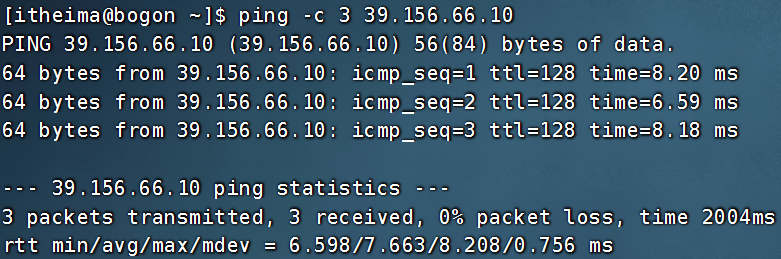 [itheima@bogon ~]$ ping -c 3 39.156.66.10
PING 39.156.66.10 (39.156.66.10) 56(84) bytes of data.
64 bytes from 39.156.66.10: icmp_seq=1 ttl=128 time=8.20 ms
64 bytes from 39.156.66.10: icmp_seq=2 ttl=128 time=6.59 ms
64 bytes from 39.156.66.10: icmp_seq=3 ttl=128 time=8.18 ms
--- 39.156.66.10 ping statistics ---
3 packets transmitted, 3 received, 0% packet loss, time 2004ms
rtt min/avg/max/mdev = 6.598/7.663/8.208/0.756 ms